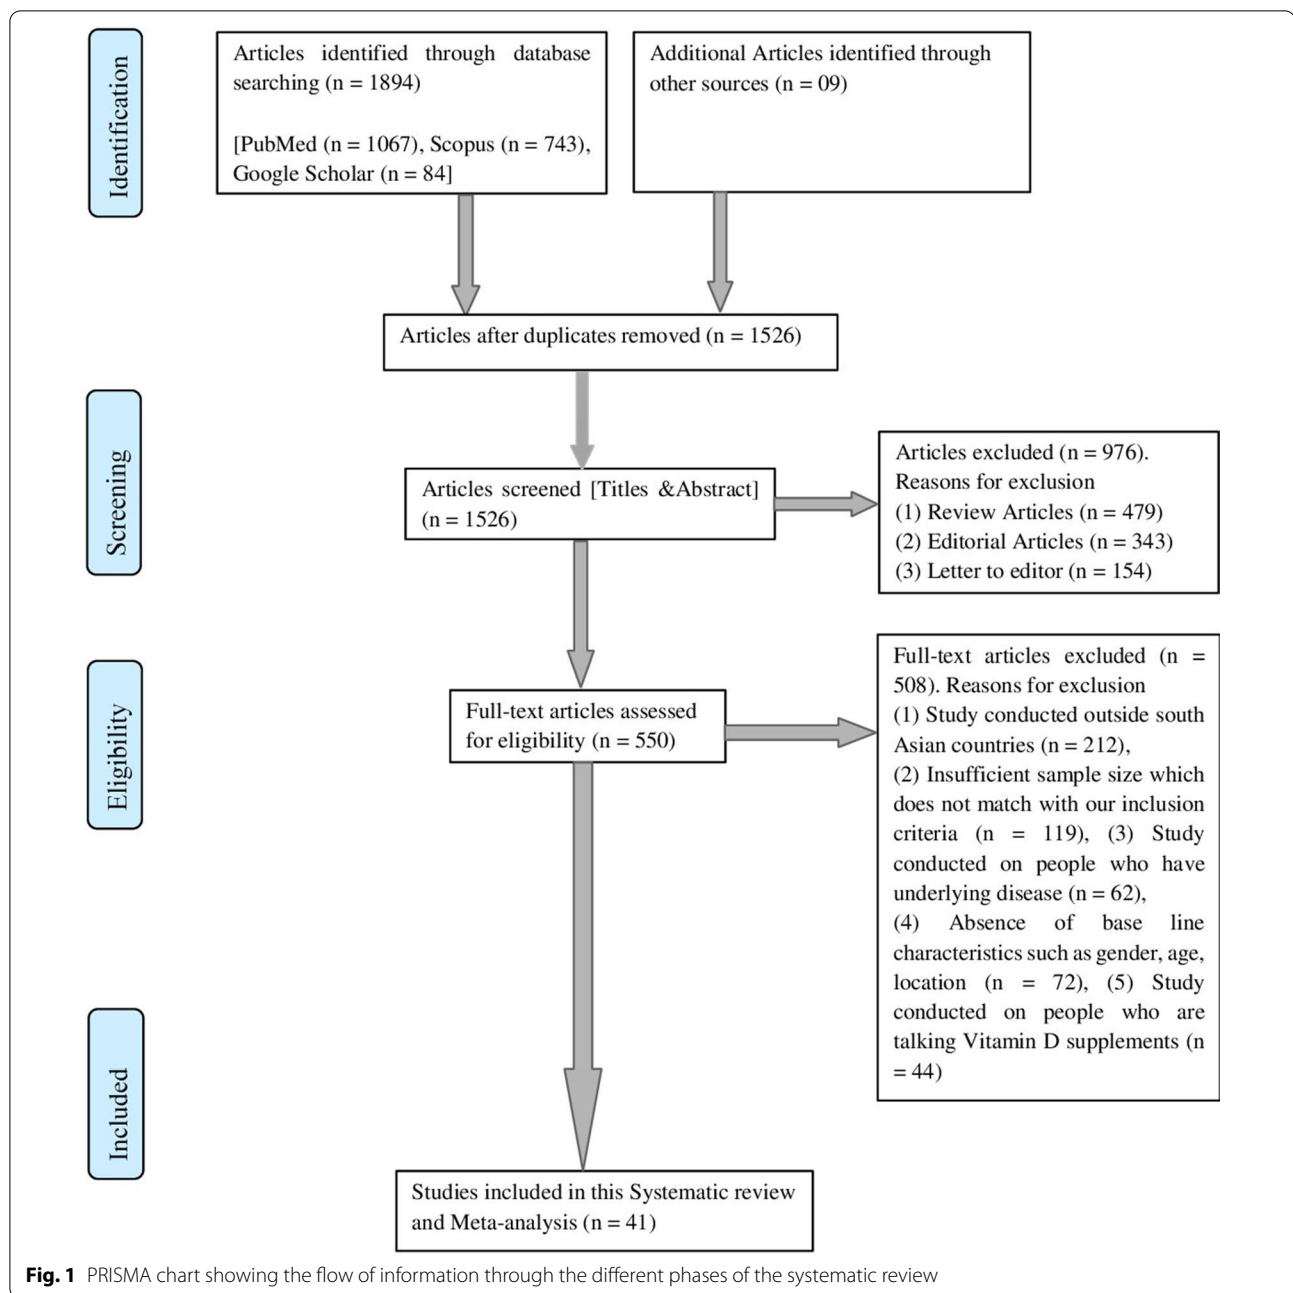 Identification
Articles identified through database
searching (n = 1894)
[PubMed (n = 1067), Scopus (n = 743),
Google Scholar (n = 84]
Additional Articles identified through
other sources (n = 09)
Articles after duplicates removed (n = 1526)
Screening
Articles screened [Titles &Abstract]
(n = 1526)
Articles excluded (n = 976).
Reasons for exclusion
(1) Review Articles (n = 479)
(2) Editorial Articles (n = 343)
(3) Letter to editor (n = 154)
Eligibility
Full-text articles assessed
for eligibility (n = 550)
Full-text articles excluded (n =
508). Reasons for exclusion
(1) Study conducted outside south
Asian countries (n = 212),
(2) Insufficient sample size which
does not match with our inclusion
criteria (n = 119), (3) Study
conducted on people who have
underlying disease (n = 62),
(4) Absence of base line
characteristics such as gender, age,
location (n = 72), (5) Study
conducted on people who are
talking Vitamin D supplements (n
= 44)
Included
Studies included in this Systematic review
and Meta-analysis (n = 41)
Fig. 1 PRISMA chart showing the flow of information through the different phases of the systematic review